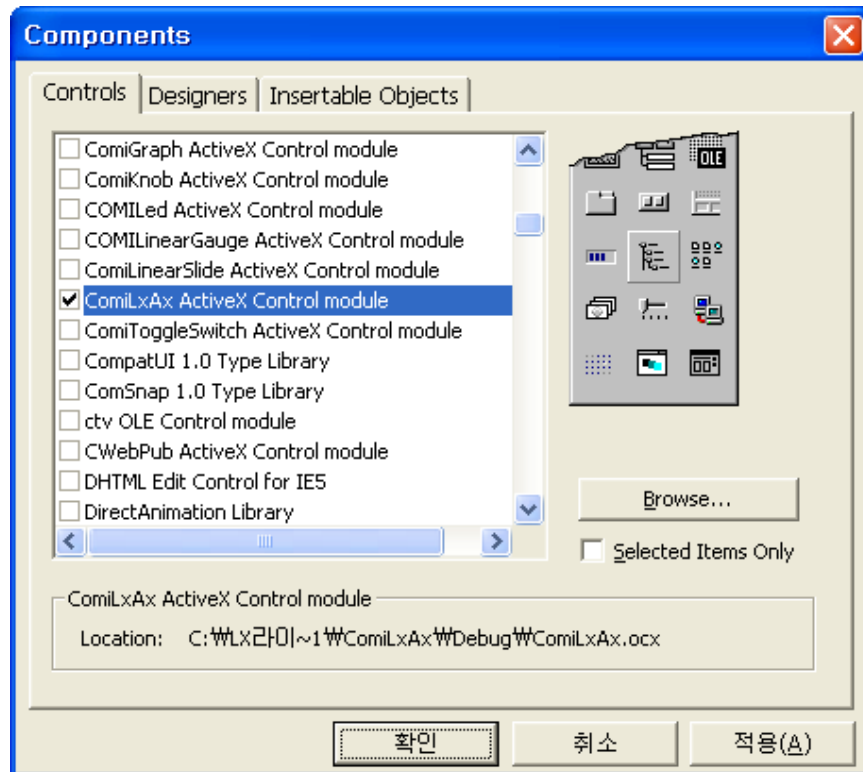 Components
Controls Designers Insertable Objects
ComiGraph ActiveX Control module
ComiKnob ActiveX Control module
COMILed ActiveX Control module
COMILinearGauge ActiveX Control module
ComiLinearSlide ActiveX Control module
ComiLxAx ActiveX Control module
ComiToggleSwitch ActiveX Control module
CompatUI 1.0 Type Library
ComSnap 1.0 Type Library
ctv OLE Control module
CWebPub ActiveX Control module
DHTML Edit Control for IE5
DirectAnimation Library
OLE
Browse...
Selected Items Only
ComiLxAx ActiveX Control module
Location: C:₩LX라이~1₩ComiLxAx₩Debug₩ComiLxAx.ocx
확인 취소 적용(A)